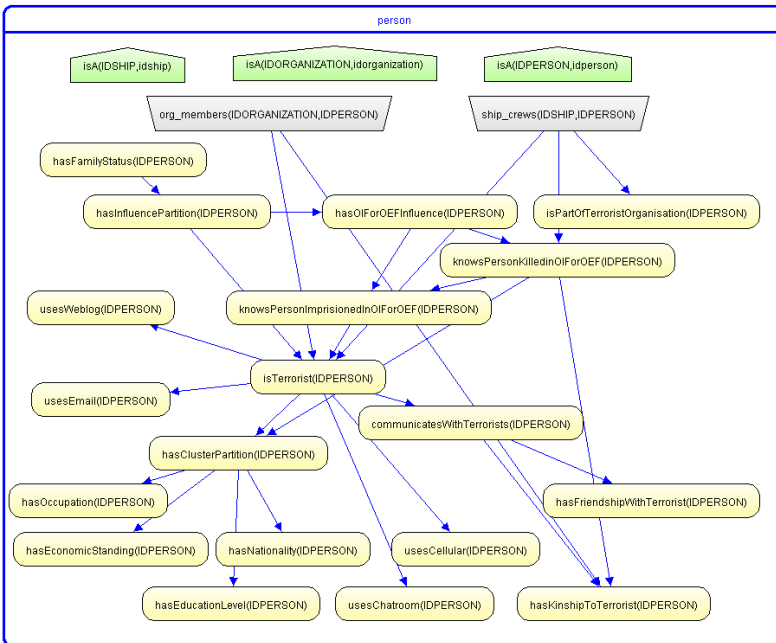 person
isA(IDSHIP,idship)
isA(IDORGANIZATION,idorganization)
isA(IDPERSON,idperson)
org_members(IDORGANIZATION,IDPERSON)
ship_crews(IDSHIP,IDPERSON)
hasFamilyStatus(IDPERSON)
hasInfluencePartition(IDPERSON)
hasOIForOEFInfluence(IDPERSON)
isPartOfTerroristOrganisation(IDPERSON)
knowsPersonKilledinOIForOEF(IDPERSON)
usesWeblog(IDPERSON)
knowsPersonImprisionedInOIForOEF(IDPERSON)
isTerrorist(IDPERSON)
usesEmail(IDPERSON)
communicatesWithTerrorists(IDPERSON)
hasClusterPartition(IDPERSON)
hasOccupation(IDPERSON)
hasFriendshipWithTerrorist(IDPERSON)
hasEconomicStanding(IDPERSON)
hasNationality(IDPERSON)
usesCellular(IDPERSON)
hasEducationLevel(IDPERSON)
usesChatroom(IDPERSON)
hasKinshipToTerrorist(IDPERSON)